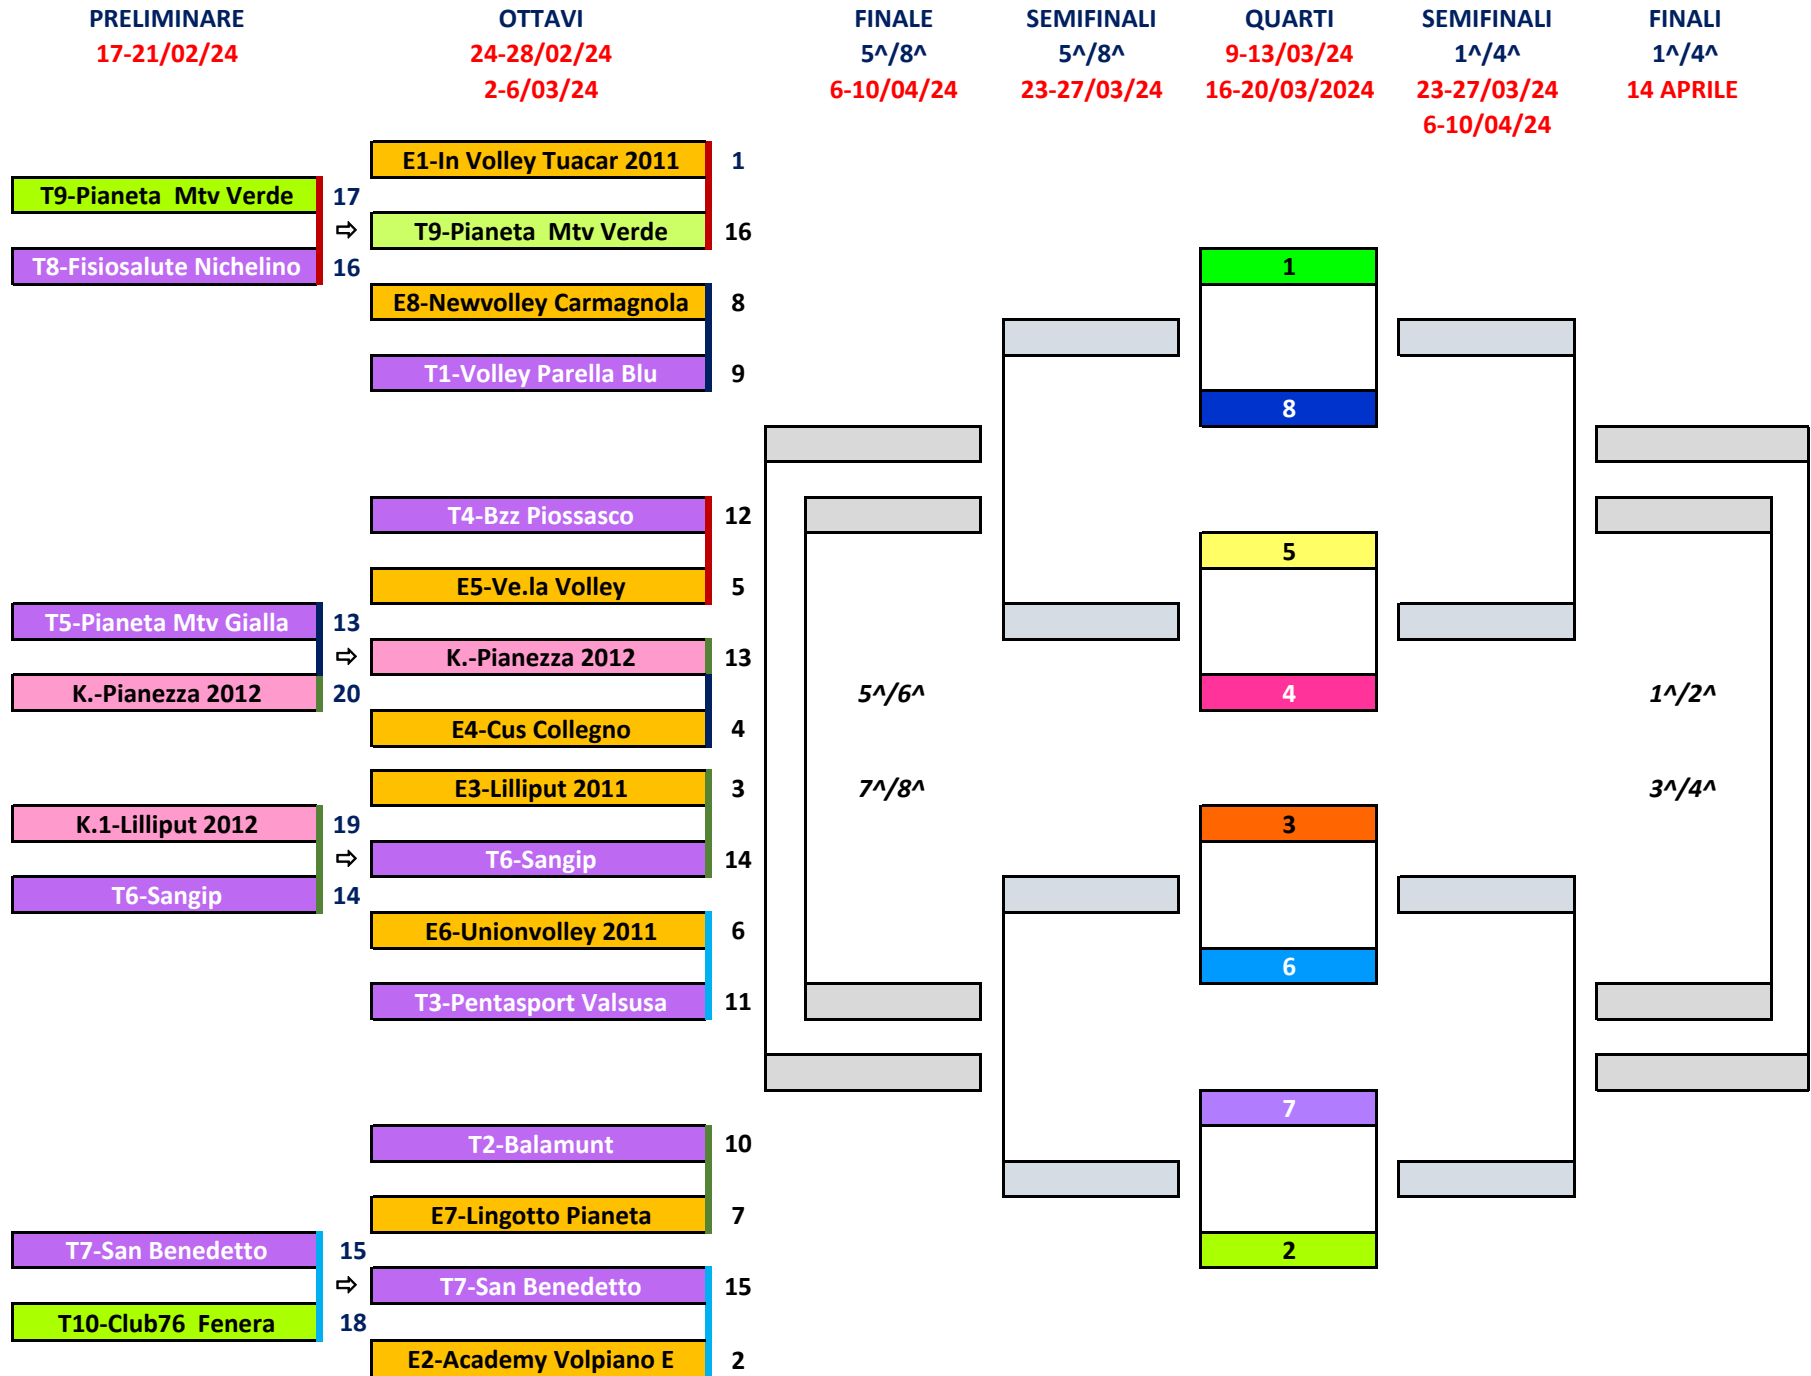 PRELIMINARE OTTAVI FINALE SEMIFINALI QUARTI SEMIFINALI FINALI
17-21/02/24 24-28/02/24 5^/8^ 5^/8^ 9-13/03/24 1^/4^ 1^/4^
2-6/03/24 6-10/04/24 23-27/03/24 16-20/03/2024 23-27/03/24 14 APRILE
6-10/04/24
E1-In Volley Tuacar 2011 1
T9-Pianeta Mtv Verde 17
⇨ T9-Pianeta Mtv Verde 16
T8-Fisiosalute Nichelino 16 1
E8-Newvolley Carmagnola 8
T1-Volley Parella Blu 9
8
T4-Bzz Piossasco 12
5
E5-Ve.la Volley 5
T5-Pianeta Mtv Gialla 13
⇨ K.-Pianezza 2012 13
K.-Pianezza 2012 20 5^/6^ 4 1^/2^
E4-Cus Collegno 4
E3-Lilliput 2011 3 7^/8^ 3^/4^
K.1-Lilliput 2012 19 3
⇨ T6-Sangip 14
T6-Sangip 14
E6-Unionvolley 2011 6
6
T3-Pentasport Valsusa 11
7
T2-Balamunt 10
E7-Lingotto Pianeta 7
T7-San Benedetto 15 2
⇨ T7-San Benedetto 15
T10-Club76 Fenera 18
E2-Academy Volpiano E 2